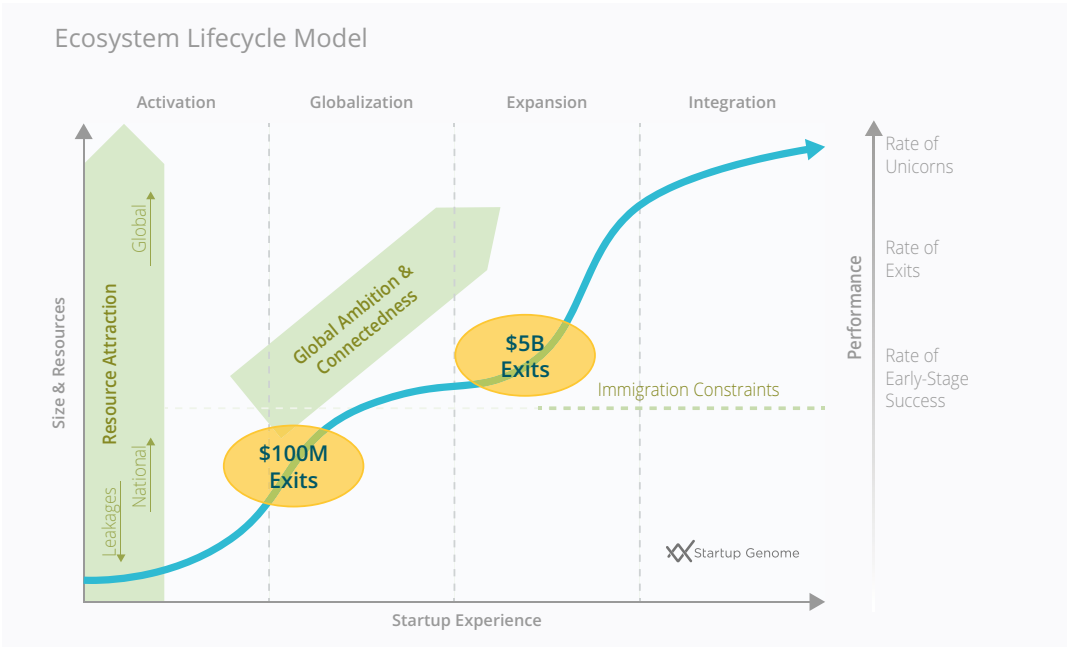 Ecosystem Lifecycle Model
Activation
Globalization
Expansion
Integration
Size & Resources
Resource Attraction
Global
National
Leakages
Global Ambition &
Connectedness
$100M
Exits
$5B
Exits
Immigration Constraints
Startup Genome
Startup Experience
Performance
Rate of
Unicorns
Rate of
Exits
Rate of
Early-Stage
Success